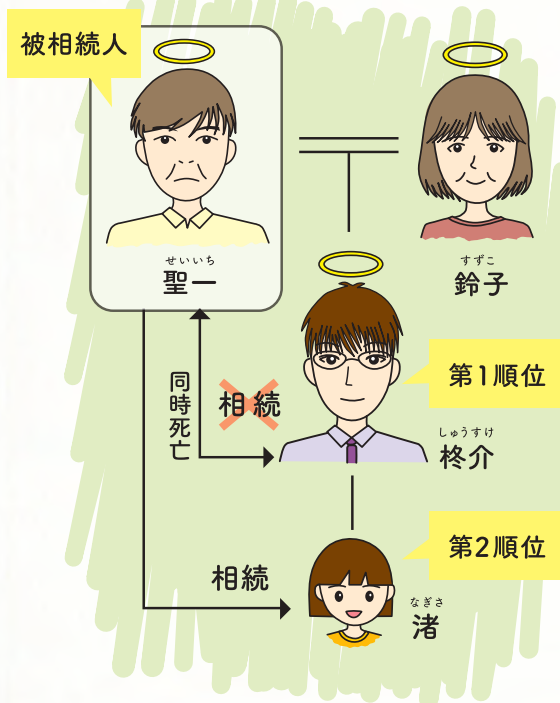 被相続人
せいいち
聖一
すずこ
鈴子
第1順位
同時死亡
相続
しゅうすけ
柊介
第2順位
相続
なぎさ
渚